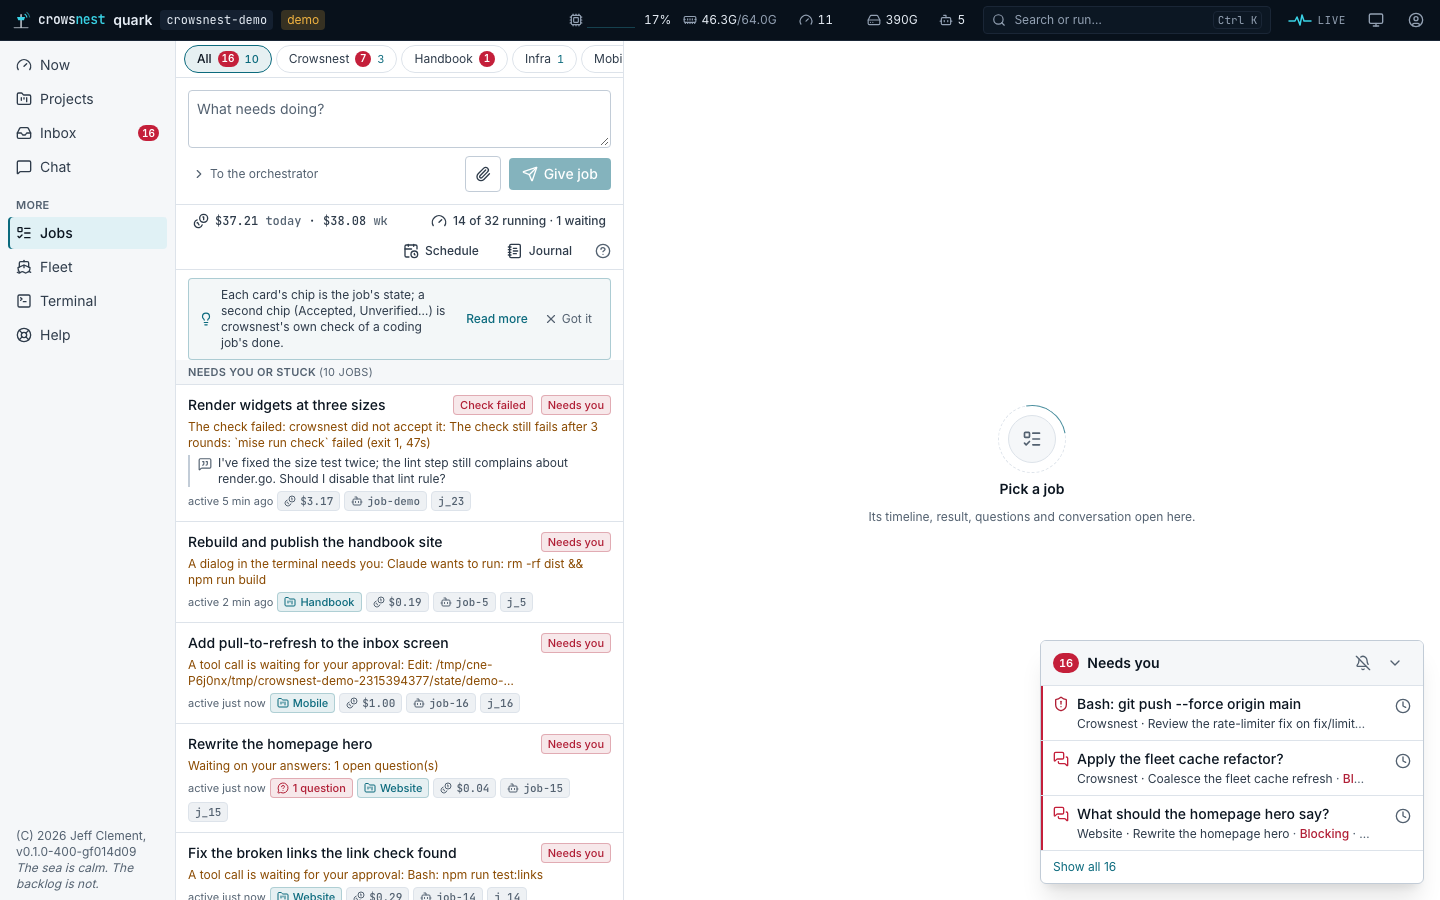 crowsnest quark crowsnest-demo demo 17% 46.3G/64.0G 11 390G 5 Search or run... Ctrl K LIVE
Now
Projects
Inbox 16
Chat
MORE
Jobs
Fleet
Terminal
Help
(C) 2026 Jeff Clement,
v0.1.0-400-gf014d09
The sea is calm. The
backlog is not.
All 16 10 Crowsnest 7 3 Handbook 1 Infra 1 Mobi
What needs doing?
To the orchestrator Give job
$37.21 today · $38.08 wk 14 of 32 running · 1 waiting
Schedule Journal
Each card's chip is the job's state; a
second chip (Accepted, Unverified...) is
crowsnest's own check of a coding
job's done.
Read more Got it
NEEDS YOU OR STUCK (10 JOBS)
Render widgets at three sizes Check failed Needs you
The check failed: crowsnest did not accept it: The check still fails after 3
rounds: `mise run check` failed (exit 1, 47s)
I've fixed the size test twice; the lint step still complains about
render.go. Should I disable that lint rule?
active 5 min ago $3.17 job-demo j_23
Rebuild and publish the handbook site Needs you
A dialog in the terminal needs you: Claude wants to run: rm -rf dist &&
npm run build
active 2 min ago Handbook $0.19 job-5 j_5
Add pull-to-refresh to the inbox screen Needs you
A tool call is waiting for your approval: Edit: /tmp/cne-
P6j0nx/tmp/crowsnest-demo-2315394377/state/demo-...
active just now Mobile $1.00 job-16 j_16
Rewrite the homepage hero Needs you
Waiting on your answers: 1 open question(s)
active just now 1 question Website $0.04 job-15
j_15
Fix the broken links the link check found Needs you
A tool call is waiting for your approval: Bash: npm run test:links
active just now Website $0.29 job-14 j_14
Pick a job
Its timeline, result, questions and conversation open here.
16 Needs you
Bash: git push --force origin main
Crowsnest · Review the rate-limiter fix on fix/limit...
Apply the fleet cache refactor?
Crowsnest · Coalesce the fleet cache refresh · Bl...
What should the homepage hero say?
Website · Rewrite the homepage hero · Blocking · ...
Show all 16